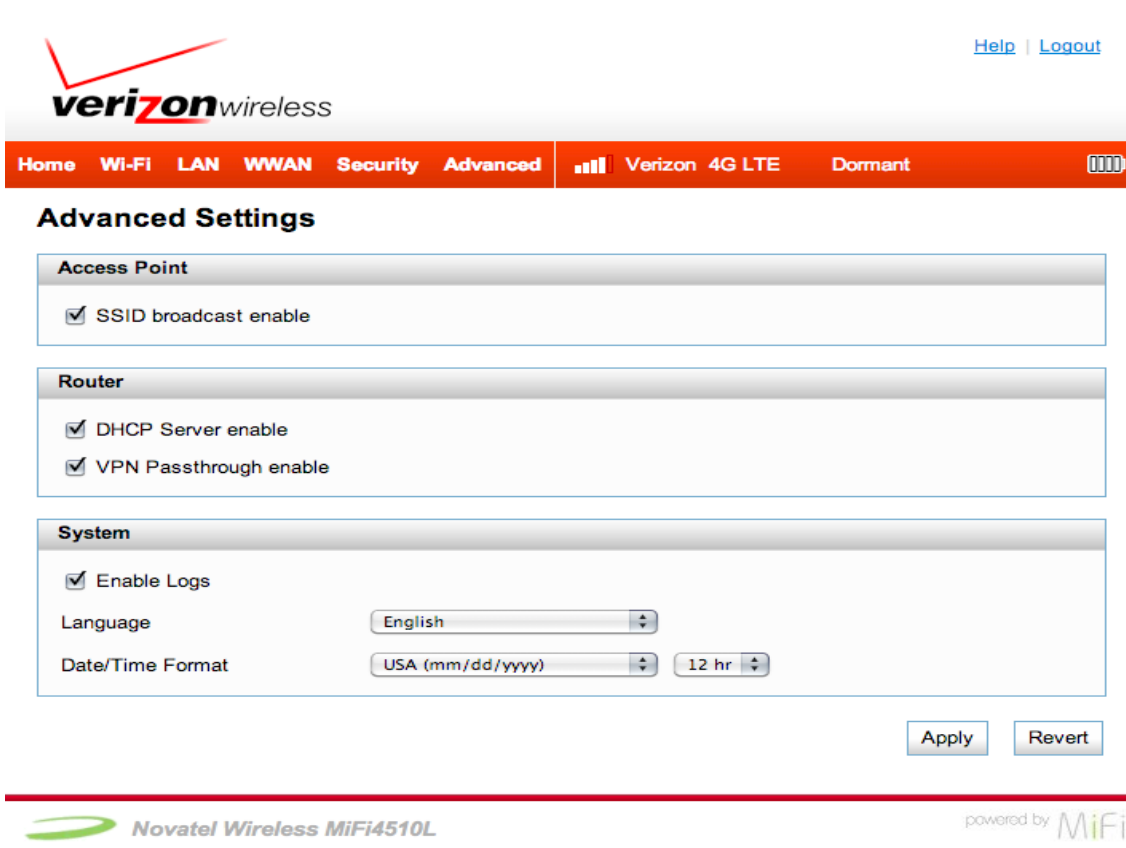 Help | Logout
verizonwireless
Home Wi-Fi LAN WWAN Security Advanced Verizon 4G LTE Dormant
Advanced Settings
Access Point
SSID broadcast enable
Router
DHCP Server enable
VPN Passthrough enable
System
Enable Logs
Language English
Date/Time Format USA (mm/dd/yyyy) 12 hr
Apply Revert
Novatel Wireless MiFi4510L powered by MiFi